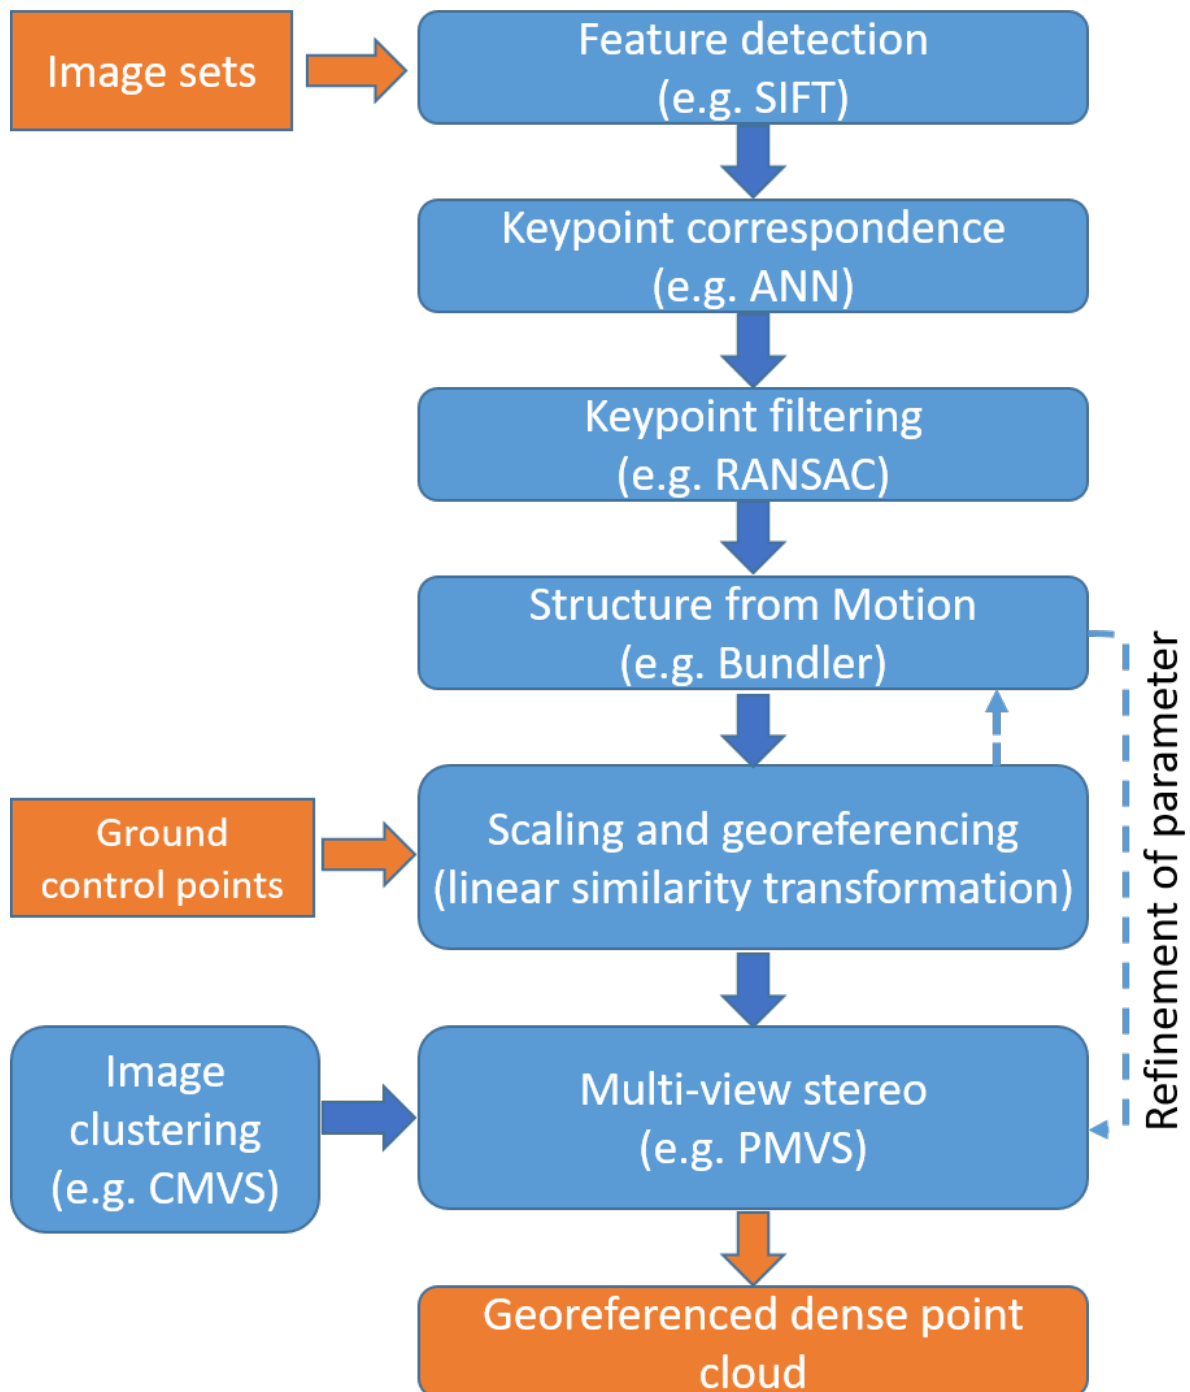 Image sets
Feature detection
(e.g. SIFT)
Keypoint correspondence
(e.g. ANN)
Keypoint filtering
(e.g. RANSAC)
Structure from Motion
(e.g. Bundler)
Refinement of parameter
Ground
control points
Scaling and georeferencing
(linear similarity transformation)
Image
clustering
(e.g. CMVS)
Multi-view stereo
(e.g. PMVS)
Georeferenced dense point
cloud